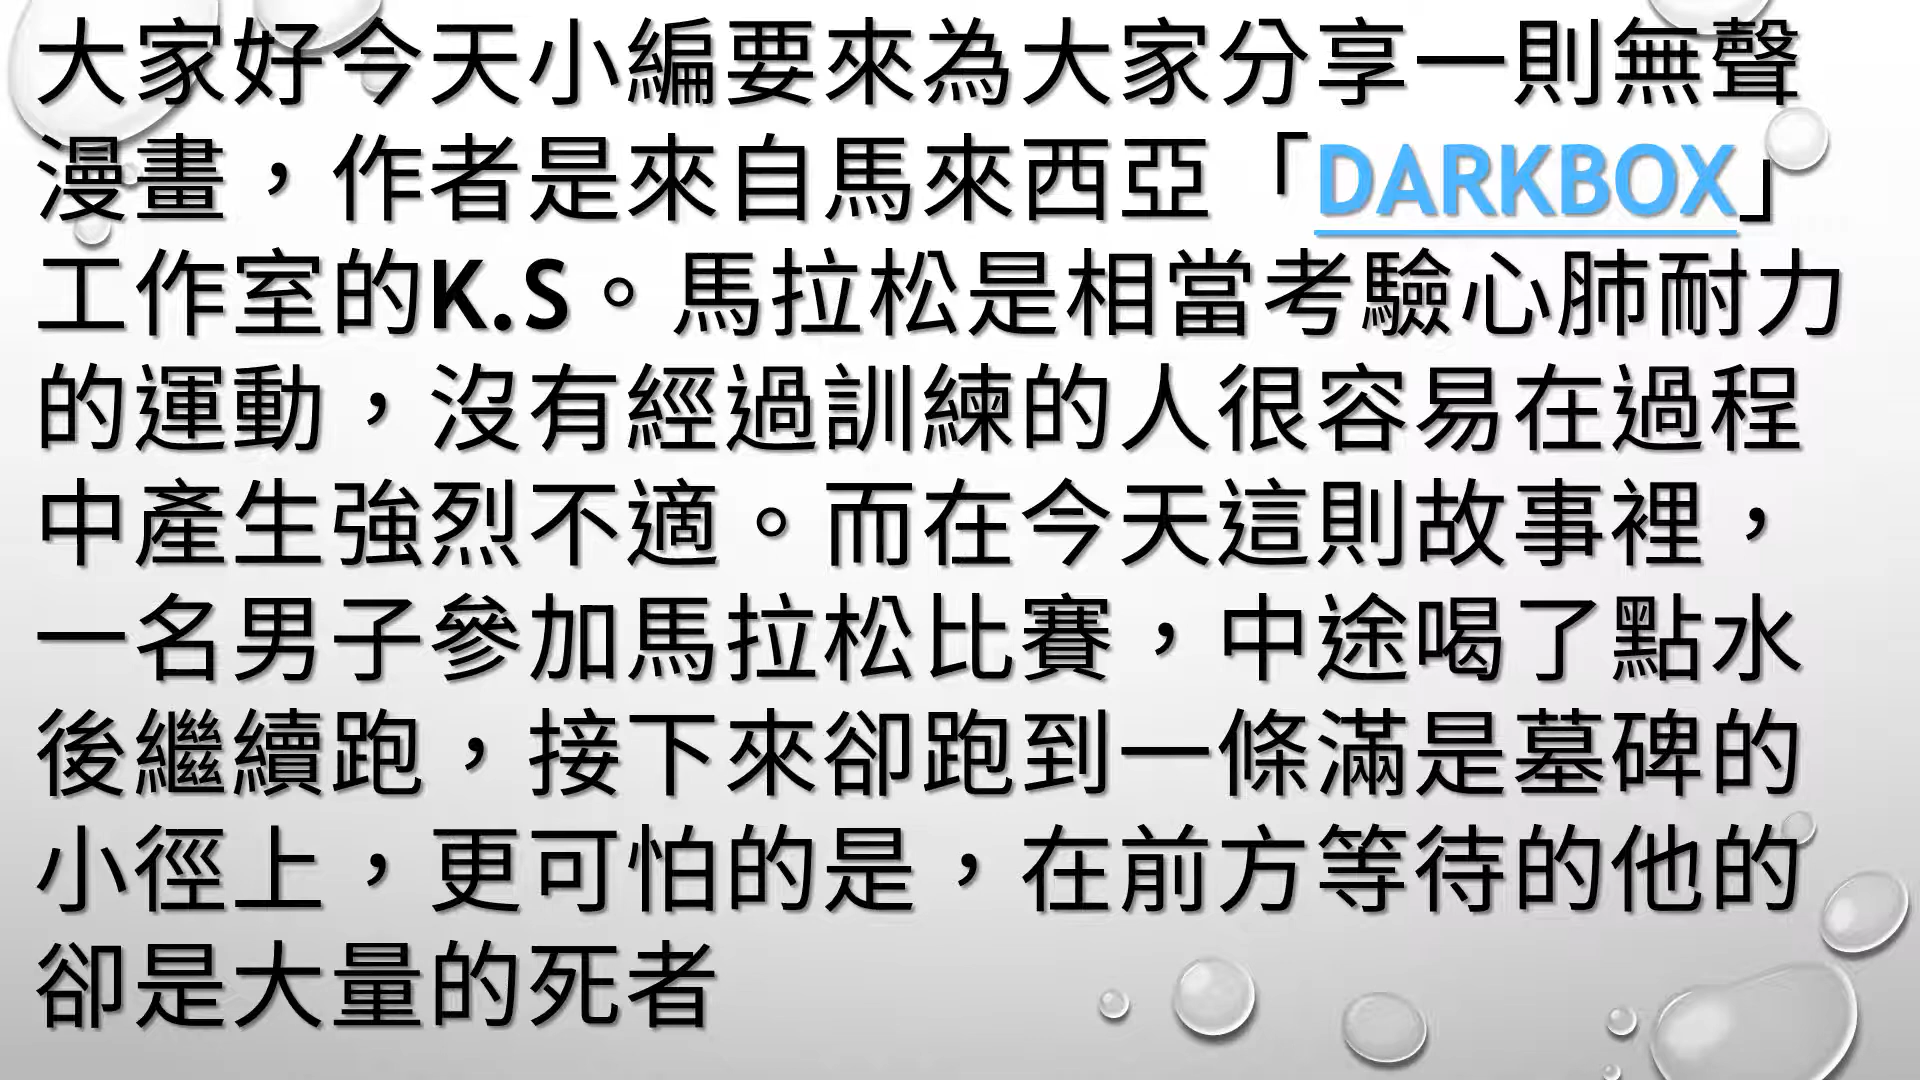 大家好今天小編要來為大家分享一則無聲
漫畫，作者是來自馬來西亞「DARKBOX」
工作室的K.S。馬拉松是相當考驗心肺耐力
的運動，沒有經過訓練的人很容易在過程
中產生強烈不適。而在今天這則故事裡，
一名男子參加馬拉松比賽，中途喝了點水
後繼續跑，接下來卻跑到一條滿是墓碑的
小徑上，更可怕的是，在前方等待的他的
卻是大量的死者